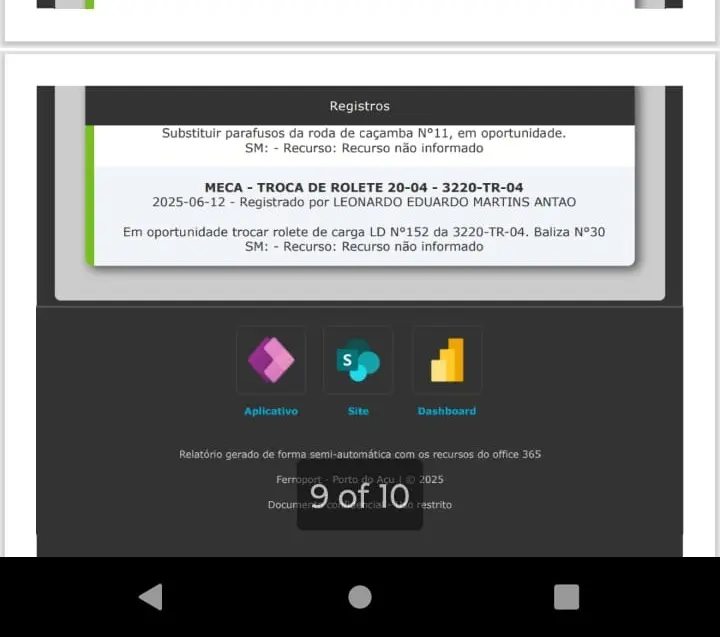 Registros
Substituir parafusos da roda de caçamba N°11, em oportunidade.
SM: - Recurso: Recurso não informado
MECA - TROCA DE ROLETE 20-04 - 3220-TR-04
2025-06-12 - Registrado por LEONARDO EDUARDO MARTINS ANTAO
Em oportunidade trocar rolete de carga LD N°152 da 3220-TR-04. Baliza N°30
SM: - Recurso: Recurso não informado
S
Aplicativo Site Dashboard
Relatório gerado de forma semi-automática com os recursos do office 365
Ferroport - Porto do Açu | © 2025
9 of 10
Documento confidencial - Uso restrito